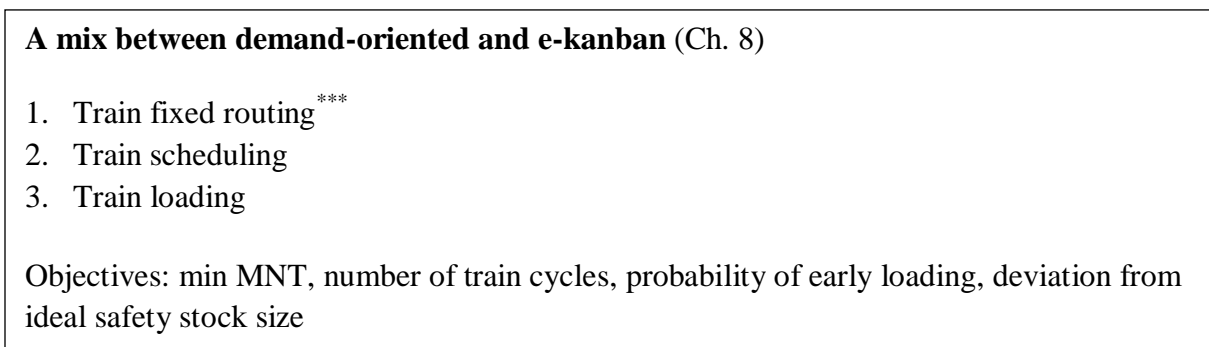 A mix between demand-oriented and e-kanban (Ch. 8)
1. Train fixed routing***
2. Train scheduling
3. Train loading
Objectives: min MNT, number of train cycles, probability of early loading, deviation from
ideal safety stock size